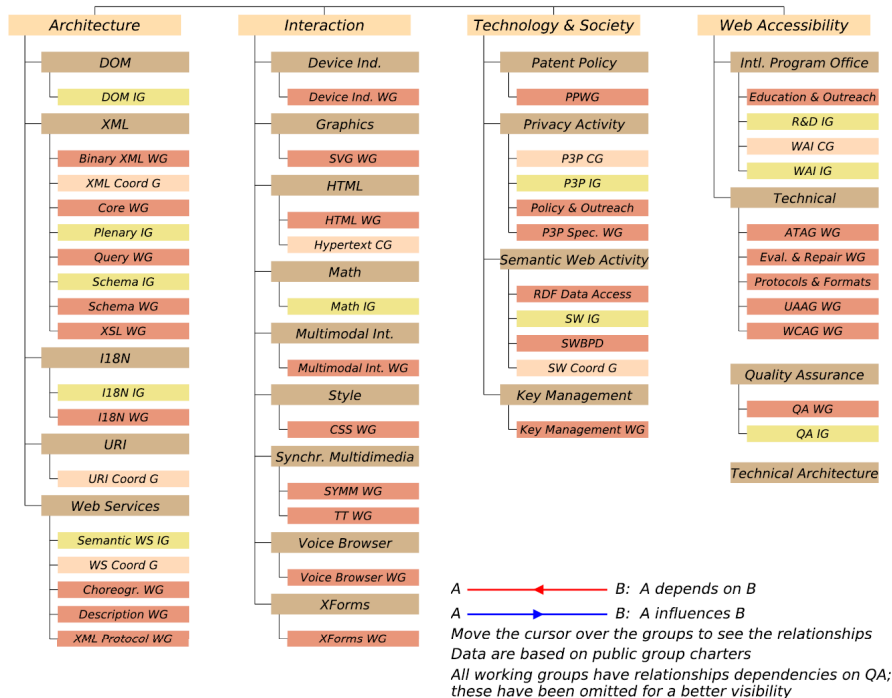 Architecture
DOM
DOM IG
XML
Binary XML WG
XML Coord G
Core WG
Plenary IG
Query WG
Schema IG
Schema WG
XSL WG
I18N
I18N IG
I18N WG
URI
URI Coord G
Web Services
Semantic WS IG
WS Coord G
Choreogr. WG
Description WG
XML Protocol WG
Interaction
Device Ind.
Device Ind. WG
Graphics
SVG WG
HTML
HTML WG
Hypertext CG
Math
Math IG
Multimodal Int.
Multimodal Int. WG
Style
CSS WG
Synchr. Multidimedia
SYMM WG
TT WG
Voice Browser
Voice Browser WG
XForms
XForms WG
Technology & Society
Patent Policy
PPWG
Privacy Activity
P3P CG
P3P IG
Policy & Outreach
P3P Spec. WG
Semantic Web Activity
RDF Data Access
SW IG
SWBPD
SW Coord G
Key Management
Key Management WG
Web Accessibility
Intl. Program Office
Education & Outreach
R&D IG
WAI CG
WAI IG
Technical
ATAG WG
Eval. & Repair WG
Protocols & Formats
UAAG WG
WCAG WG
Quality Assurance
QA WG
QA IG
Technical Architecture
A B: A depends on B
A B: A influences B
Move the cursor over the groups to see the relationships
Data are based on public group charters
All working groups have relationships dependencies on QA;
these have been omitted for a better visibility